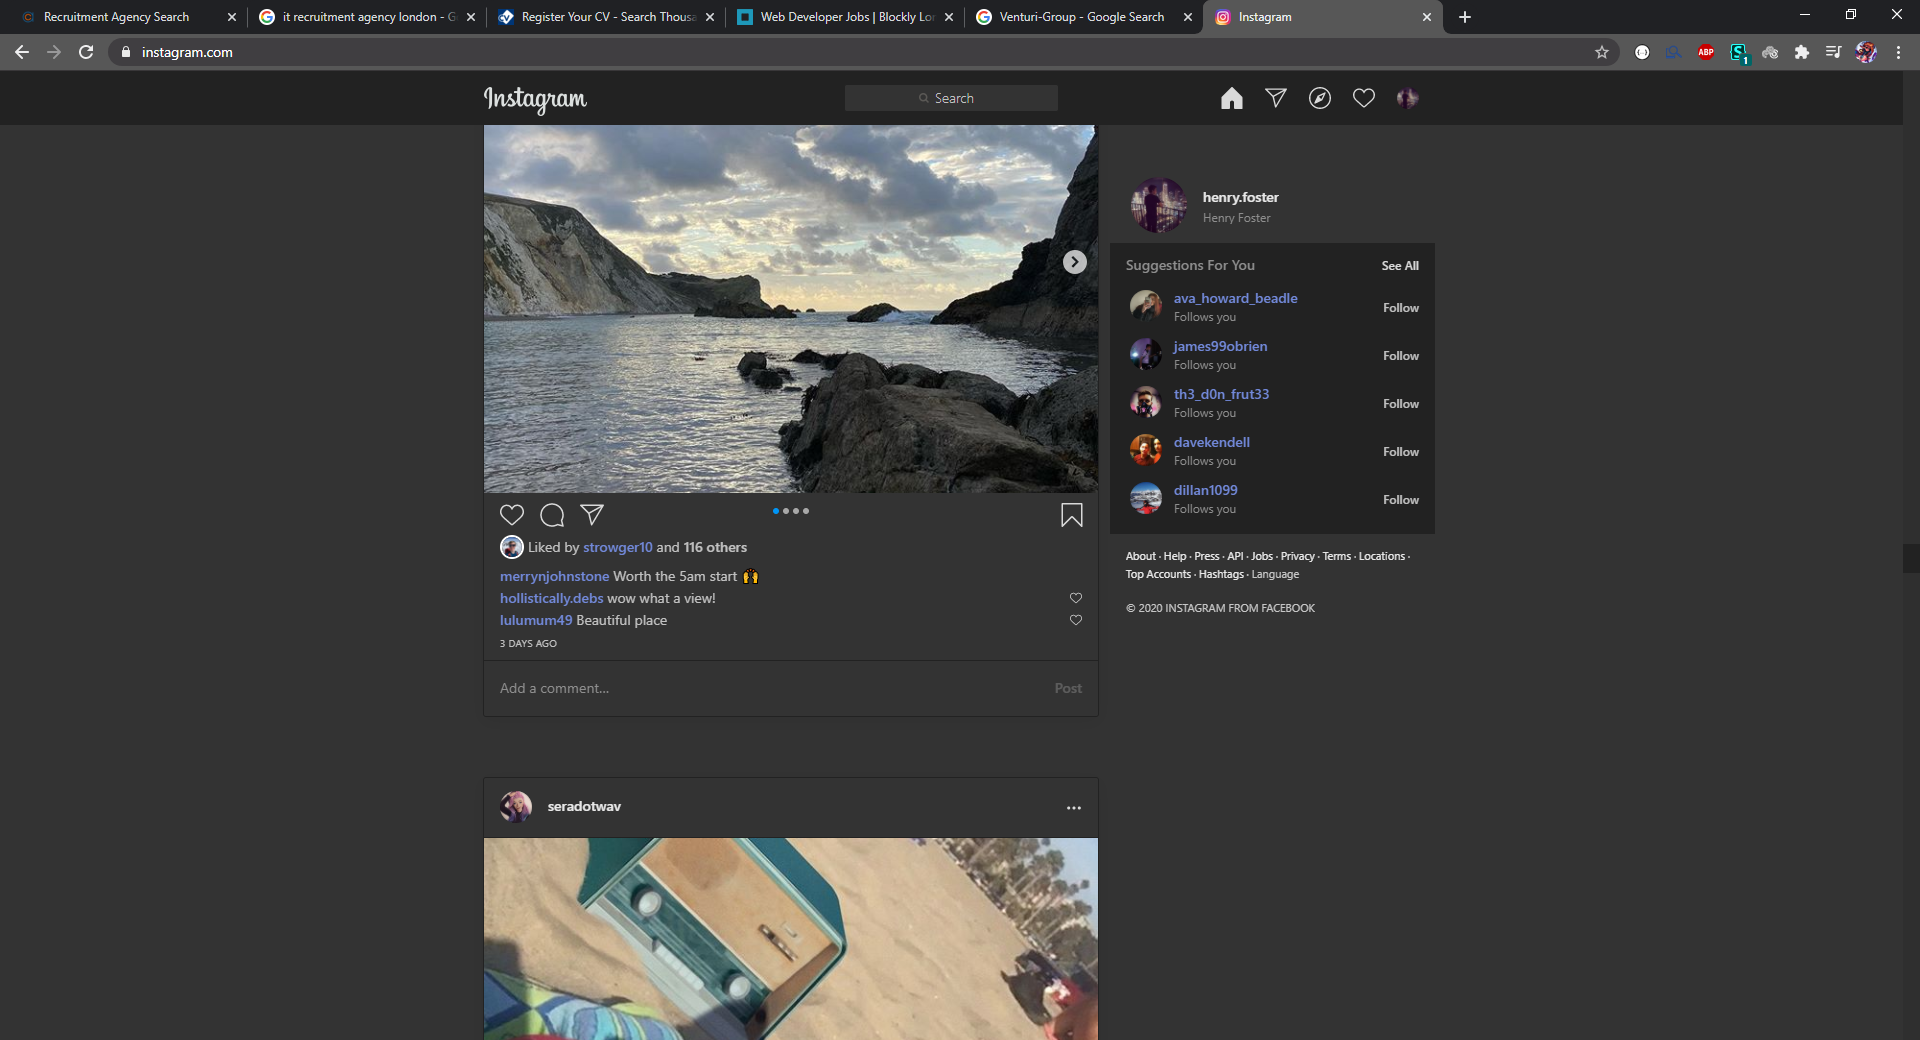 Recruitment Agency Search
it recruitment agency london - G
Register Your CV - Search Thousa
Web Developer Jobs | Blockly Lo
Venturi-Group - Google Search
Instagram
instagram.com
ABP
S
1
Instagram
Search
henry.foster
Henry Foster
Suggestions For You
See All
ava_howard_beadle
Follows you
Follow
james99obrien
Follows you
Follow
th3_d0n_frut33
Follows you
Follow
davekendell
Follows you
Follow
dillan1099
Follows you
Follow
About · Help · Press · API · Jobs · Privacy · Terms · Locations ·
Top Accounts · Hashtags · Language
© 2020 INSTAGRAM FROM FACEBOOK
Liked by strowger10 and 116 others
merrynjohnstone Worth the 5am start 🙌
hollistically.debs wow what a view!
lulumum49 Beautiful place
3 DAYS AGO
Add a comment...
Post
seradotwav